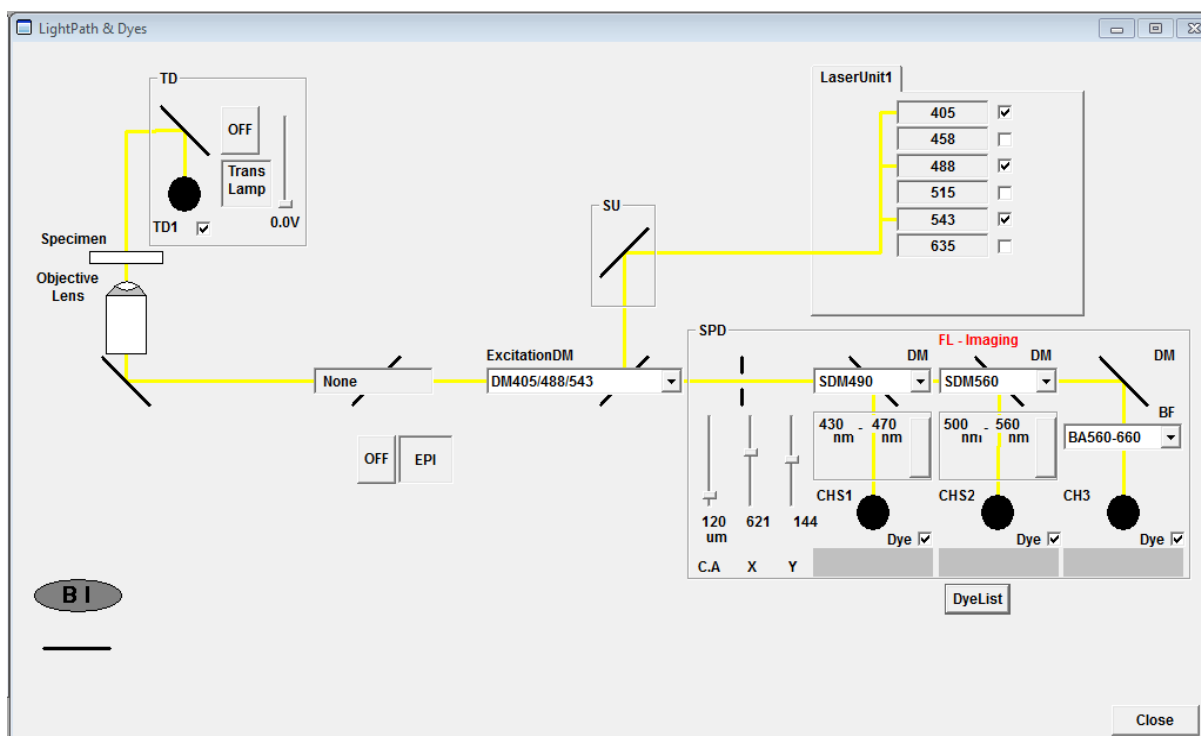 LightPath & Dyes
TD
OFF
Trans
Lamp
0.0V
TD1
Specimen
Objective
Lens
LaserUnit1
405
458
488
515
543
635
SU
None
ExcitationDM
DM405/488/543
OFF
EPI
SPD
FL - Imaging
DM
DM
DM
SDM490
SDM560
BF
430 - 470
nm nm
500 - 560
nm nm
BA560-660
CHS1
CHS2
CH3
120 621 144
um
Dye
Dye
Dye
C.A X Y
DyeList
B I
Close